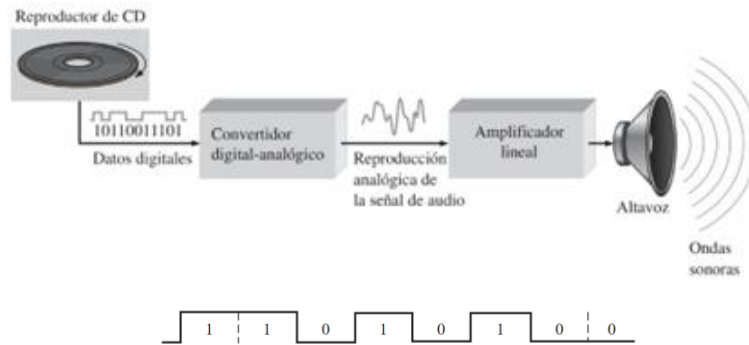 Reproductor de CD
10110011101
Datos digitales
Convertidor
digital-analógico
Reproducción
analógica de
la señal de audio
Amplificador
lineal
Altavoz
Ondas
sonoras
1 1 0 1 0 1 0 0